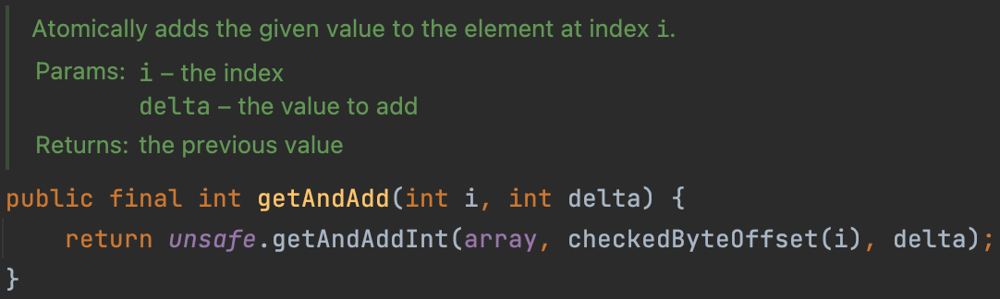 Atomically adds the given value to the element at index i.
Params: i – the index
delta – the value to add
Returns: the previous value
public final int getAndAdd(int i, int delta) {
    return unsafe.getAndAddInt(array, checkedByteOffset(i), delta);
}